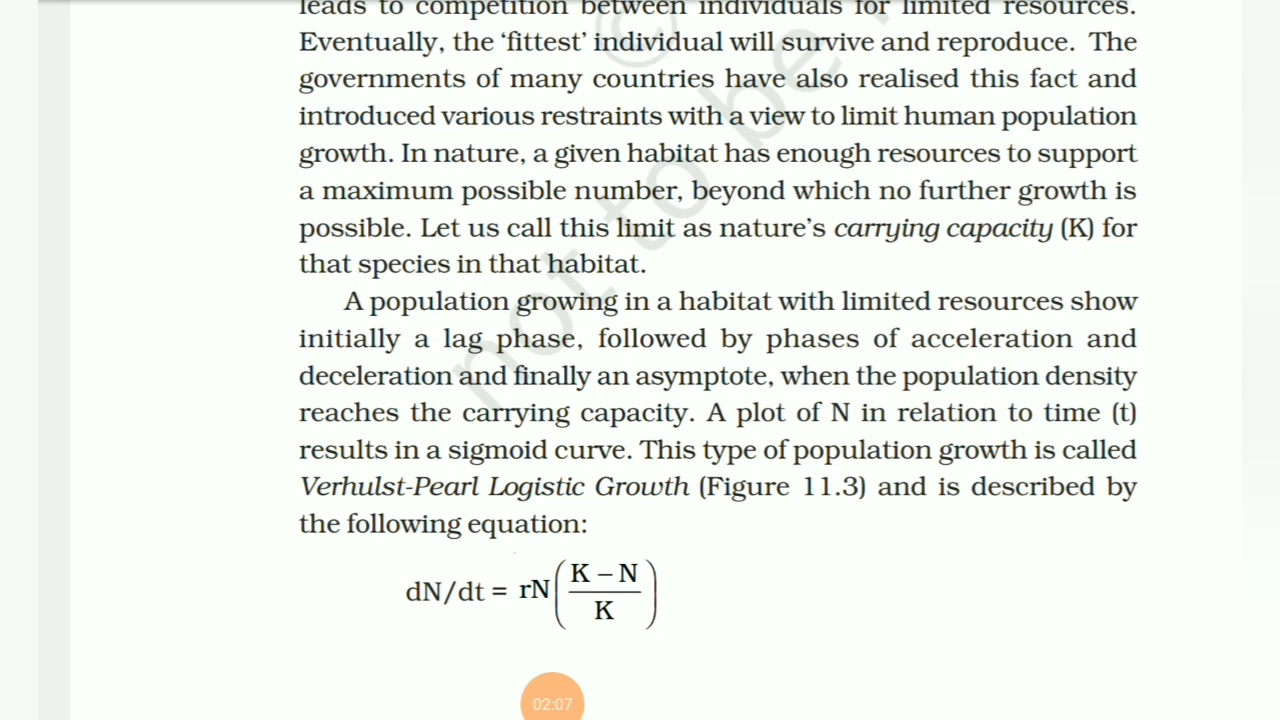 leads to competition between individuals for limited resources.
Eventually, the ‘fittest’ individual will survive and reproduce. The
governments of many countries have also realised this fact and
introduced various restraints with a view to limit human population
growth. In nature, a given habitat has enough resources to support
a maximum possible number, beyond which no further growth is
possible. Let us call this limit as nature’s carrying capacity (K) for
that species in that habitat.
A population growing in a habitat with limited resources show
initially a lag phase, followed by phases of acceleration and
deceleration and finally an asymptote, when the population density
reaches the carrying capacity. A plot of N in relation to time (t)
results in a sigmoid curve. This type of population growth is called
Verhulst-Pearl Logistic Growth (Figure 11.3) and is described by
the following equation:
dN/dt = rN(K – N / K)
02:07
© not to be